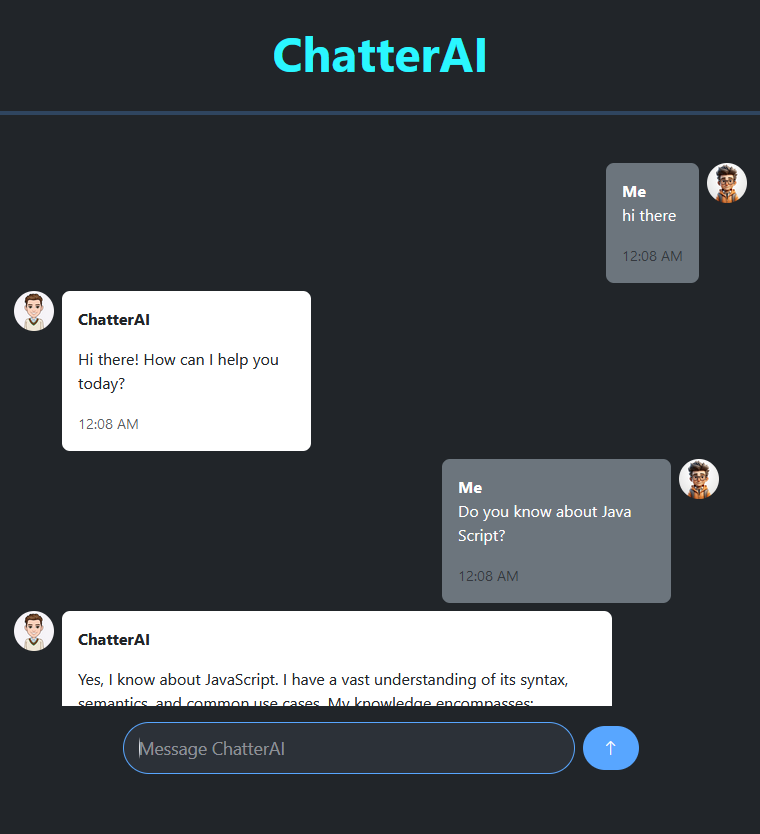 ChatterAI
Me
hi there
12:08 AM
ChatterAI
Hi there! How can I help you
today?
12:08 AM
Me
Do you know about Java
Script?
12:08 AM
ChatterAI
Yes, I know about JavaScript. I have a vast understanding of its syntax,
semantics, and common use cases. My knowledge encompasses:
Message ChatterAI